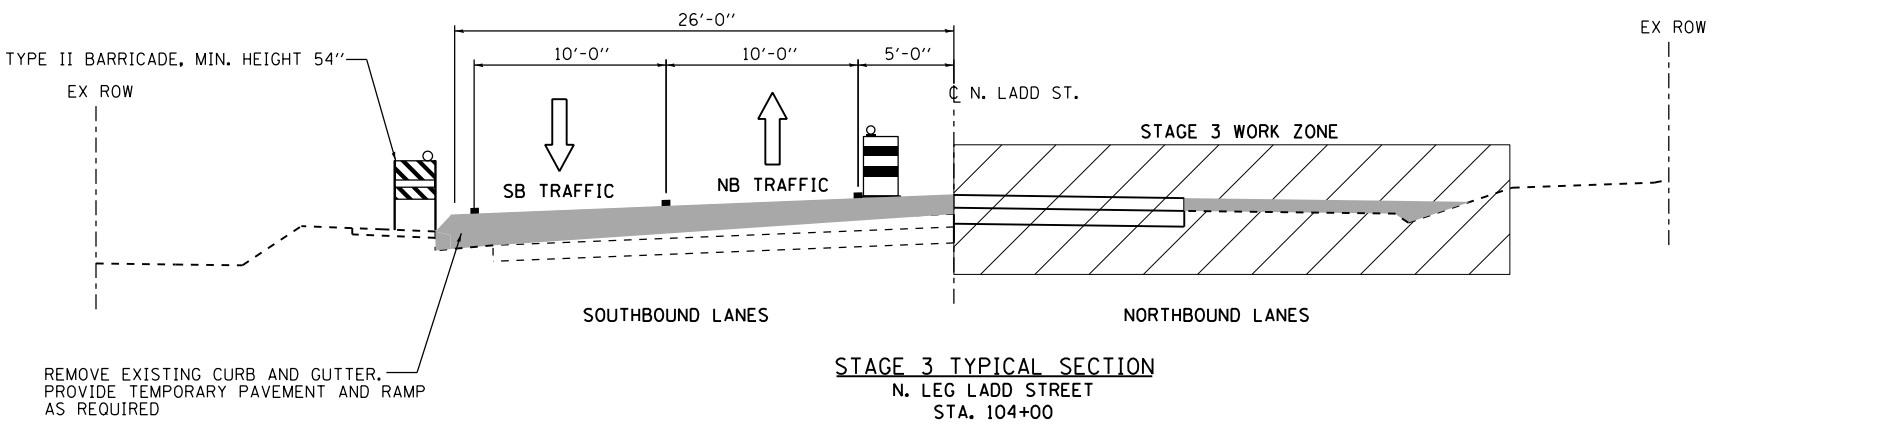 26'-0"
EX ROW
TYPE II BARRICADE, MIN. HEIGHT 54"
10'-0"
10'-0"
5'-0"
EX ROW
℄ N. LADD ST.
STAGE 3 WORK ZONE
SB TRAFFIC
NB TRAFFIC
SOUTHBOUND LANES
NORTHBOUND LANES
REMOVE EXISTING CURB AND GUTTER.
PROVIDE TEMPORARY PAVEMENT AND RAMP
AS REQUIRED
STAGE 3 TYPICAL SECTION
N. LEG LADD STREET
STA. 104+00